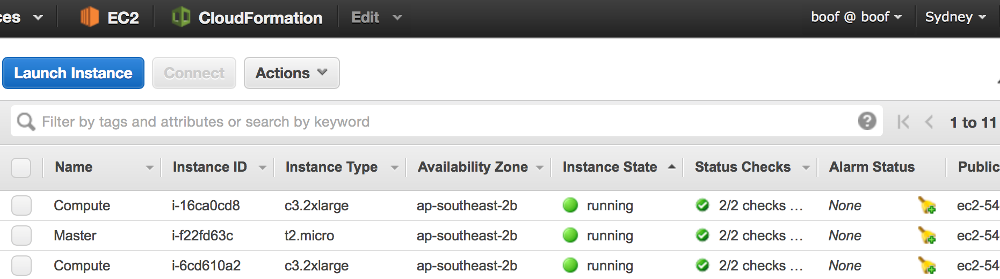 ces EC2 CloudFormation Edit boof @ boof Sydney
Launch Instance Connect Actions
Filter by tags and attributes or search by keyword ? 1 to 11
Name Instance ID Instance Type Availability Zone Instance State Status Checks Alarm Status Public
Compute i-16ca0cd8 c3.2xlarge ap-southeast-2b running 2/2 checks ... None ec2-54
Master i-f22fd63c t2.micro ap-southeast-2b running 2/2 checks ... None ec2-54
Compute i-6cd610a2 c3.2xlarge ap-southeast-2b running 2/2 checks ... None ec2-54